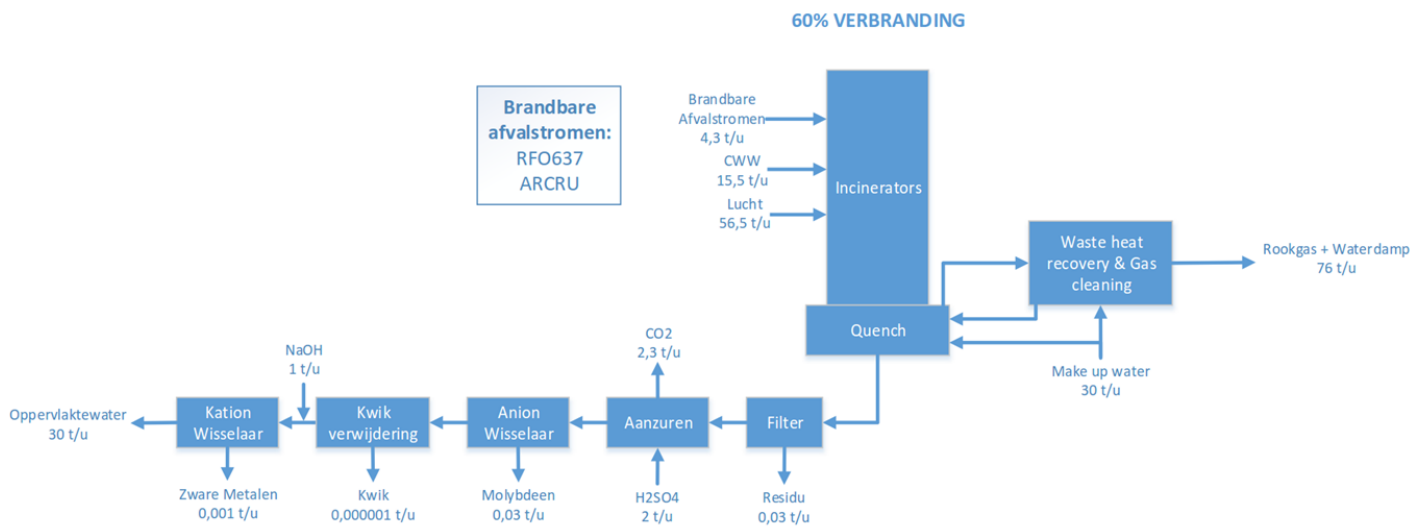 60% VERBRANDING
Brandbare
afvalstromen:
RFO637
ARCRU
Brandbare
Afvalstromen
4,3 t/u
CWW
15,5 t/u
Lucht
56,5 t/u
Incinerators
Waste heat
recovery & Gas
cleaning
Rookgas + Waterdamp
76 t/u
Quench
Make up water
30 t/u
CO2
2,3 t/u
NaOH
1 t/u
Oppervlaktewater
30 t/u
Kation
Wisselaar
Kwik
verwijdering
Anion
Wisselaar
Aanzuren
Filter
Zware Metalen
0,001 t/u
Kwik
0,000001 t/u
Molybdeen
0,03 t/u
H2SO4
2 t/u
Residu
0,03 t/u